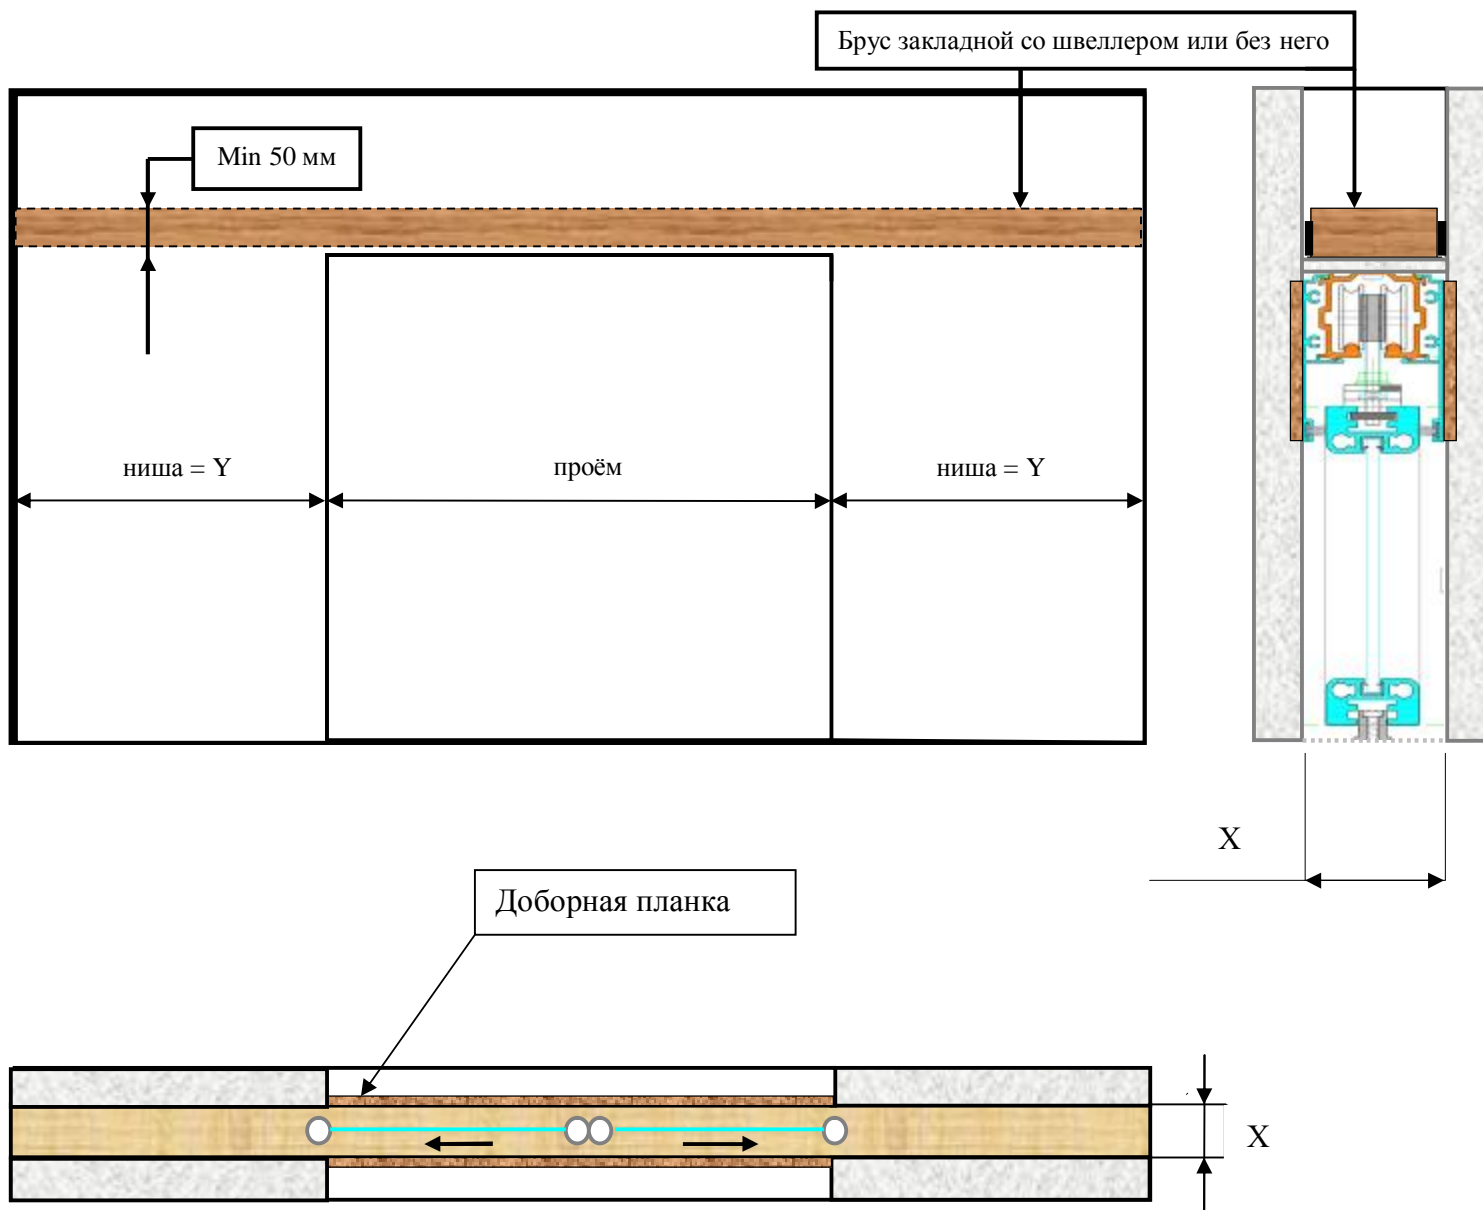 Брус закладной со швеллером или без него
Min 50 мм
ниша = Y
проём
ниша = Y
X
Доборная планка
X